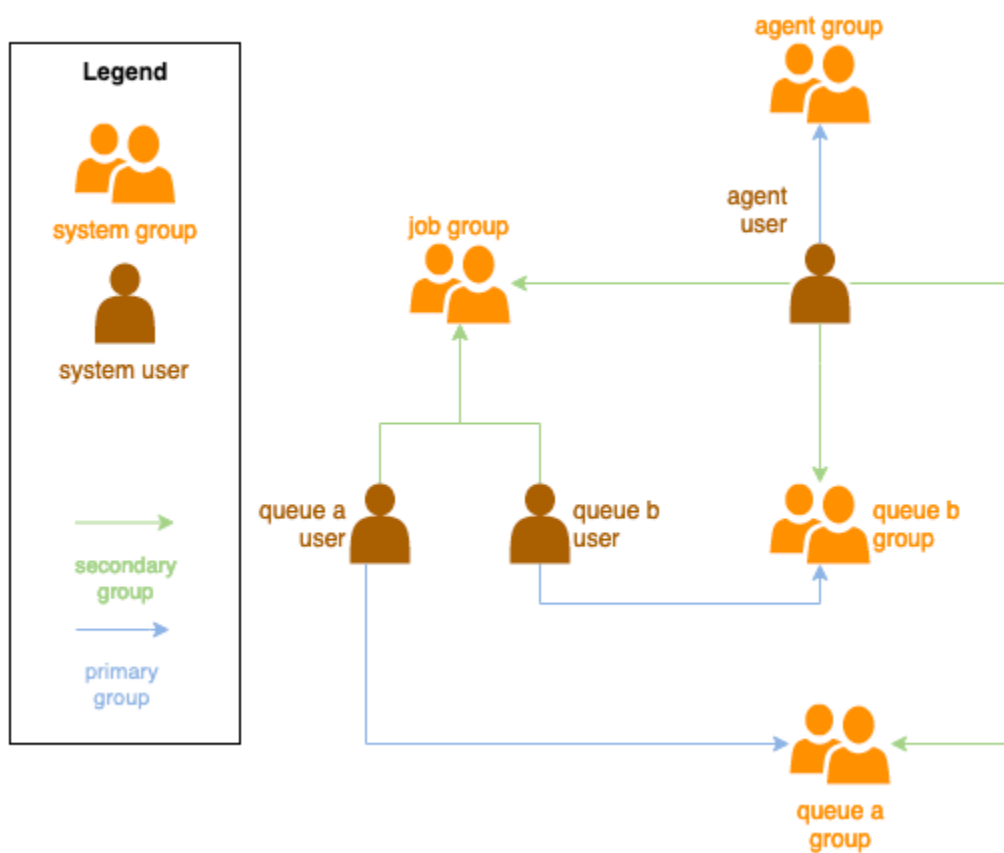 Legend
system group
system user
secondary
group
primary
group
agent group
agent
user
job group
queue a
user
queue b
user
queue b
group
queue a
group